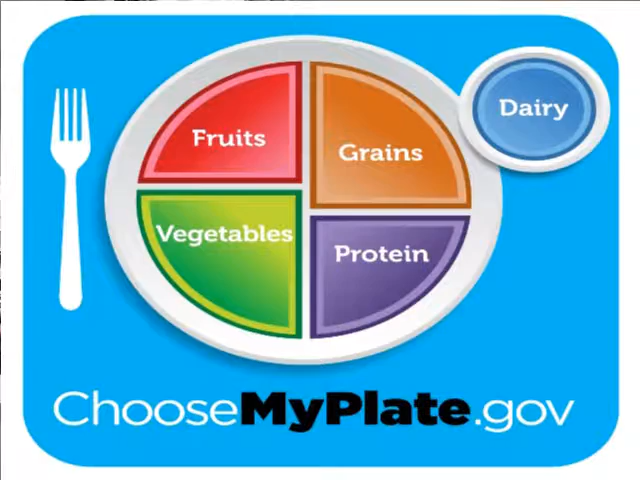 Fruits
Grains
Dairy
Vegetables
Protein
ChooseMyPlate.gov